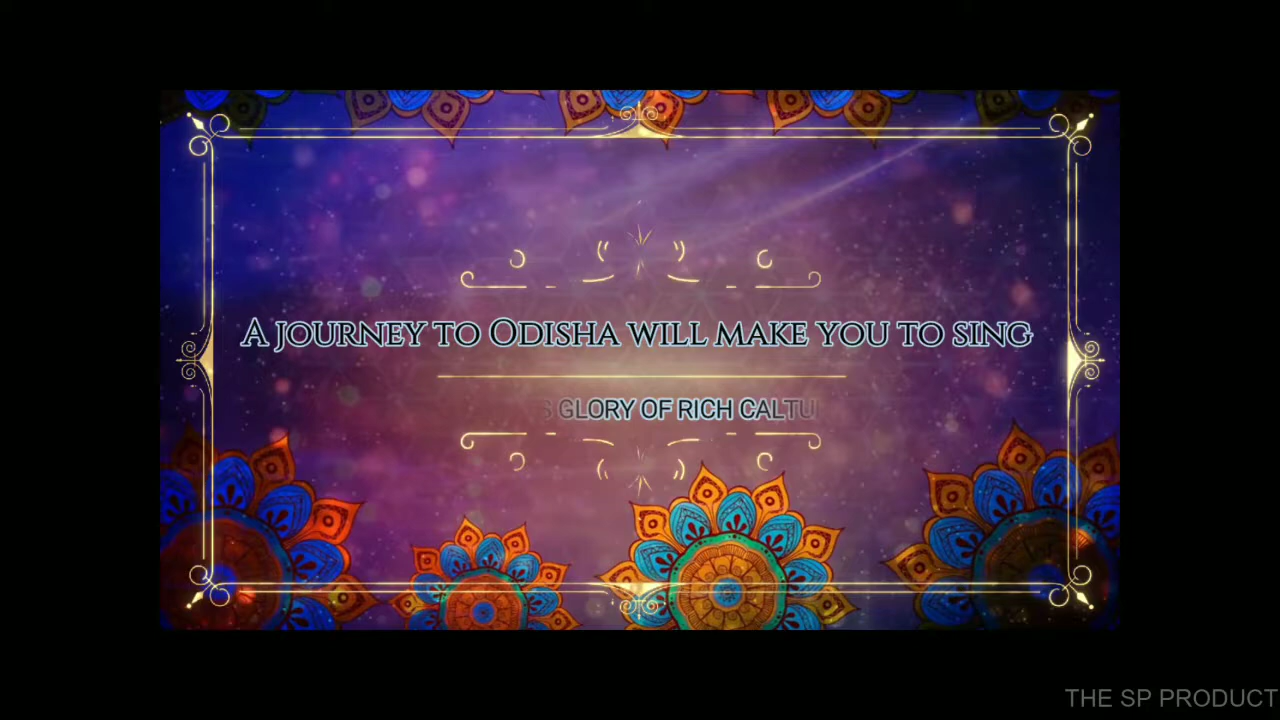 A JOURNEY TO ODISHA WILL MAKE YOU TO SING
GLORY OF RICH CALTU
THE SP PRODUCT